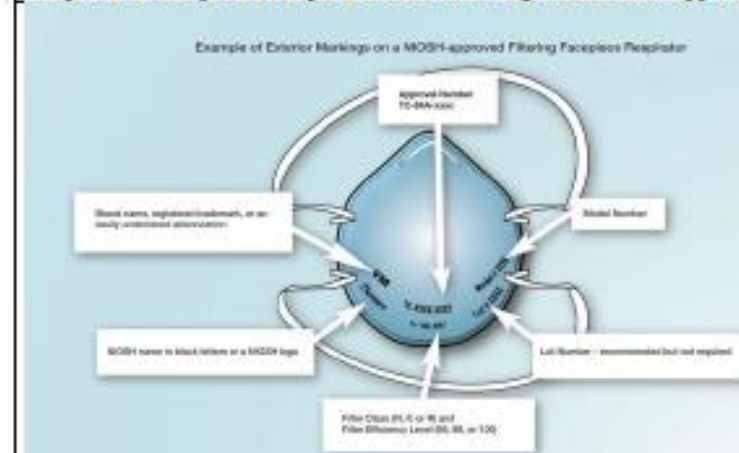 Example of Exterior Markings on a NIOSH-approved Filtering Facepiece Respirator
Approval Number
TC-84A-xxxx
Brand name, registered trademark, or an
easily understood abbreviation
Model Number
NIOSH name in block letters or a NIOSH logo
Lot Number - recommended but not required
Filter Class (N, P, or R) and
Filter Efficiency Level (95, 99, or 100)